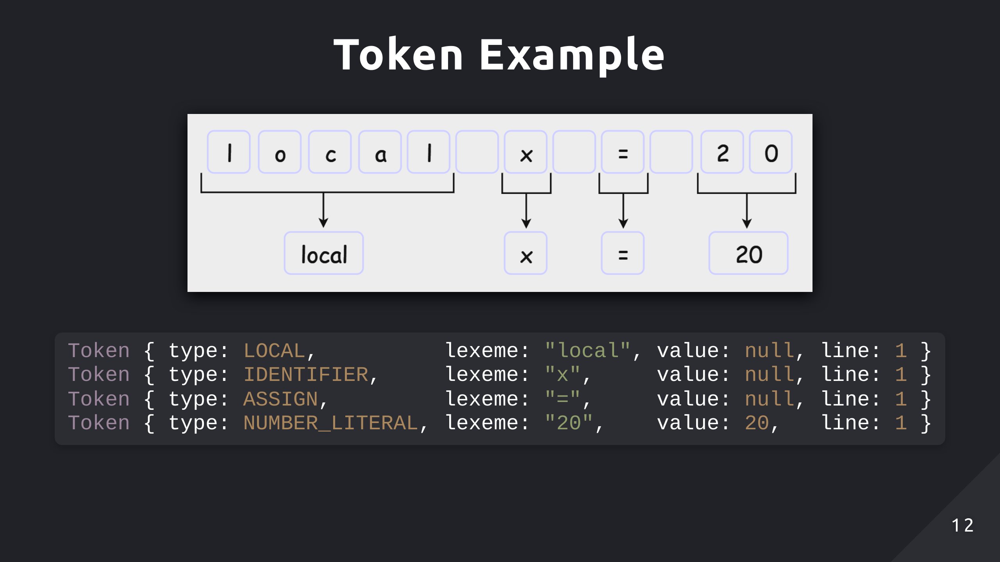 Token Example
l o c a l x = 2 0
local x = 20
Token { type: LOCAL, lexeme: "local", value: null, line: 1 }
Token { type: IDENTIFIER, lexeme: "x", value: null, line: 1 }
Token { type: ASSIGN, lexeme: "=", value: null, line: 1 }
Token { type: NUMBER_LITERAL, lexeme: "20", value: 20, line: 1 }
12